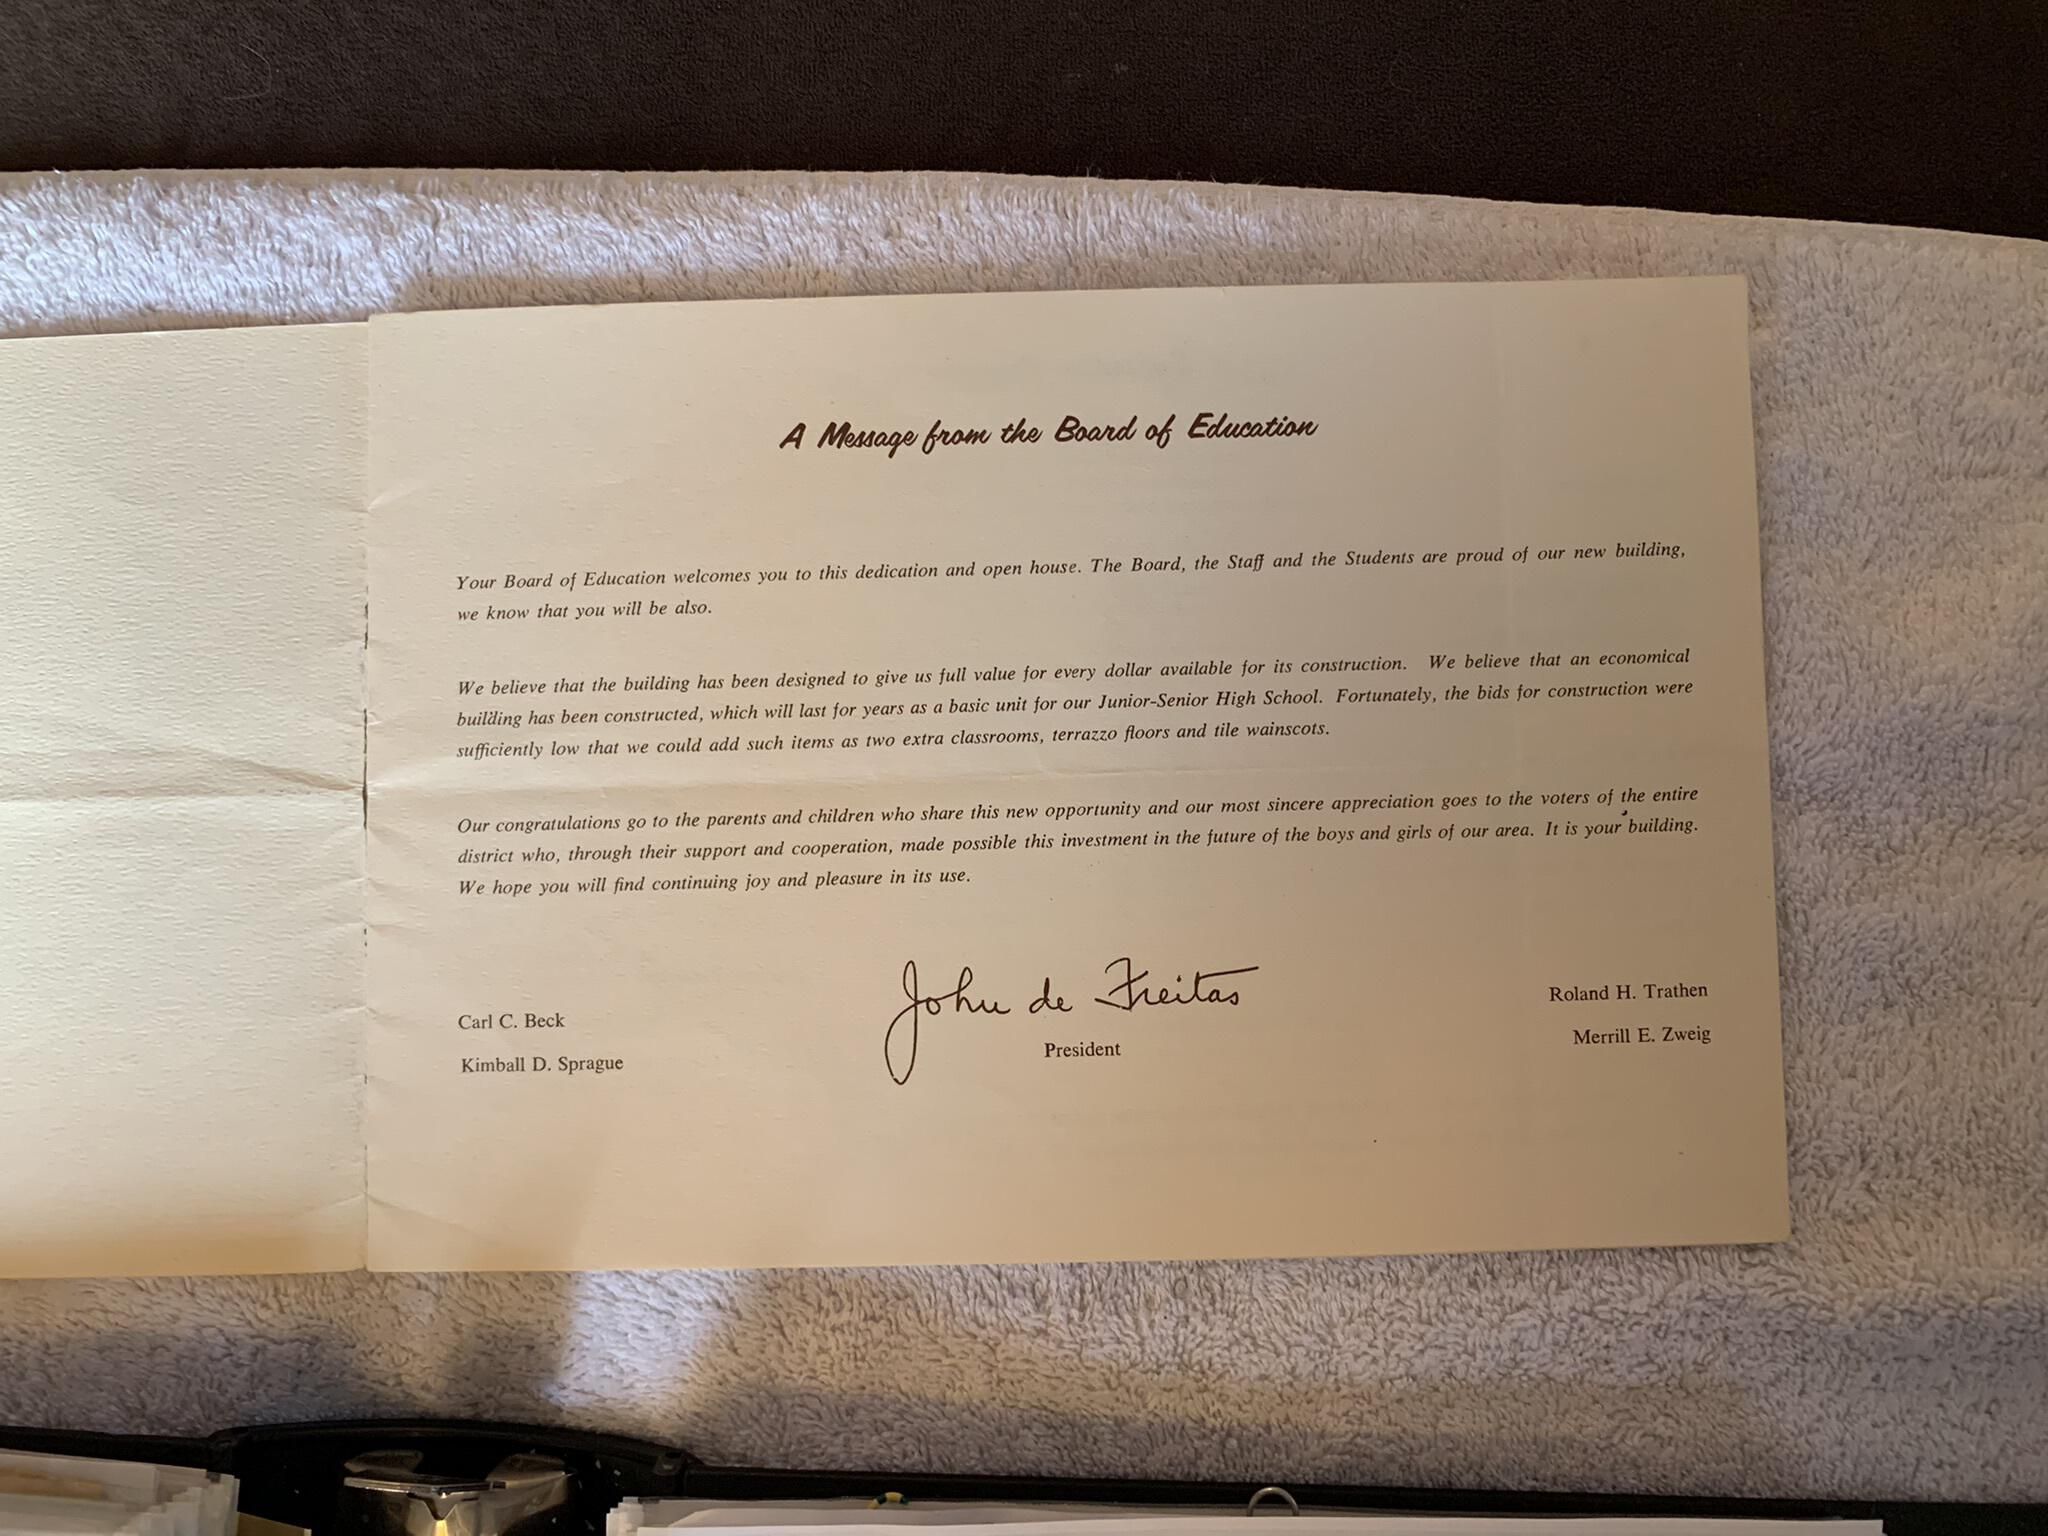 A Message from the Board of Education
Your Board of Education welcomes you to this dedication and open house. The Board, the Staff and the Students are proud of our new building,
we know that you will be also.
We believe that the building has been designed to give us full value for every dollar available for its construction. We believe that an economical
building has been constructed, which will last for years as a basic unit for our Junior-Senior High School. Fortunately, the bids for construction were
sufficiently low that we could add such items as two extra classrooms, terrazzo floors and tile wainscots.
Our congratulations go to the parents and children who share this new opportunity and our most sincere appreciation goes to the voters of the entire
district who, through their support and cooperation, made possible this investment in the future of the boys and girls of our area. It is your building.
We hope you will find continuing joy and pleasure in its use.
Carl C. Beck
Kimball D. Sprague
John de Freitas
President
Roland H. Trathen
Merrill E. Zweig